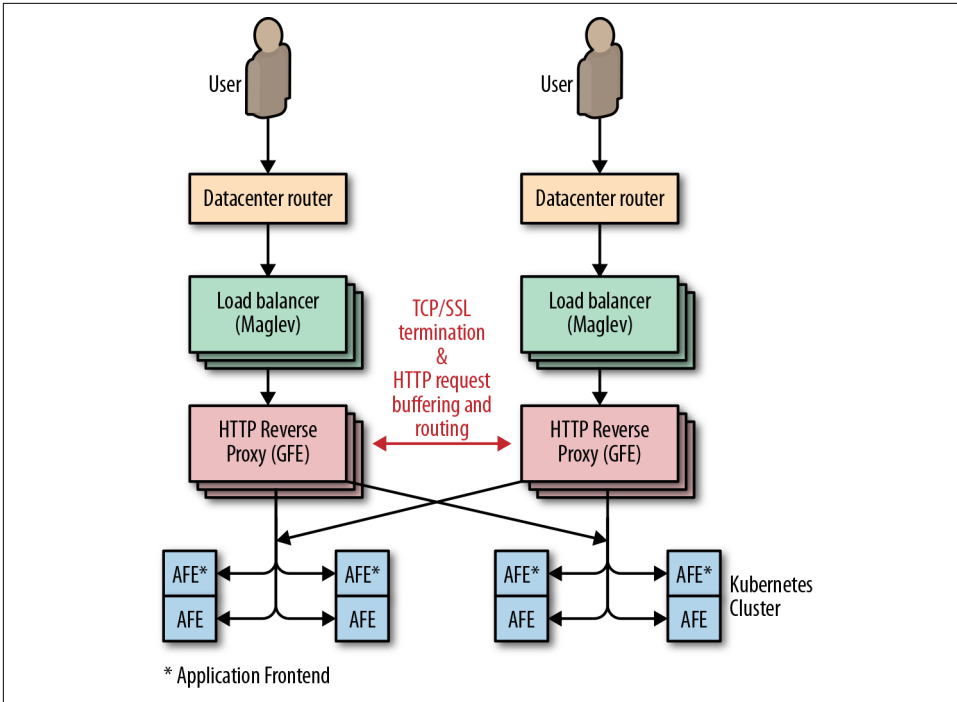 User
User
Datacenter router
Datacenter router
Load balancer
(Maglev)
Load balancer
(Maglev)
TCP/SSL
termination
&
HTTP request
buffering and
routing
HTTP Reverse
Proxy (GFE)
HTTP Reverse
Proxy (GFE)
AFE*
AFE*
AFE*
AFE*
AFE
AFE
AFE
AFE
Kubernetes
Cluster
* Application Frontend